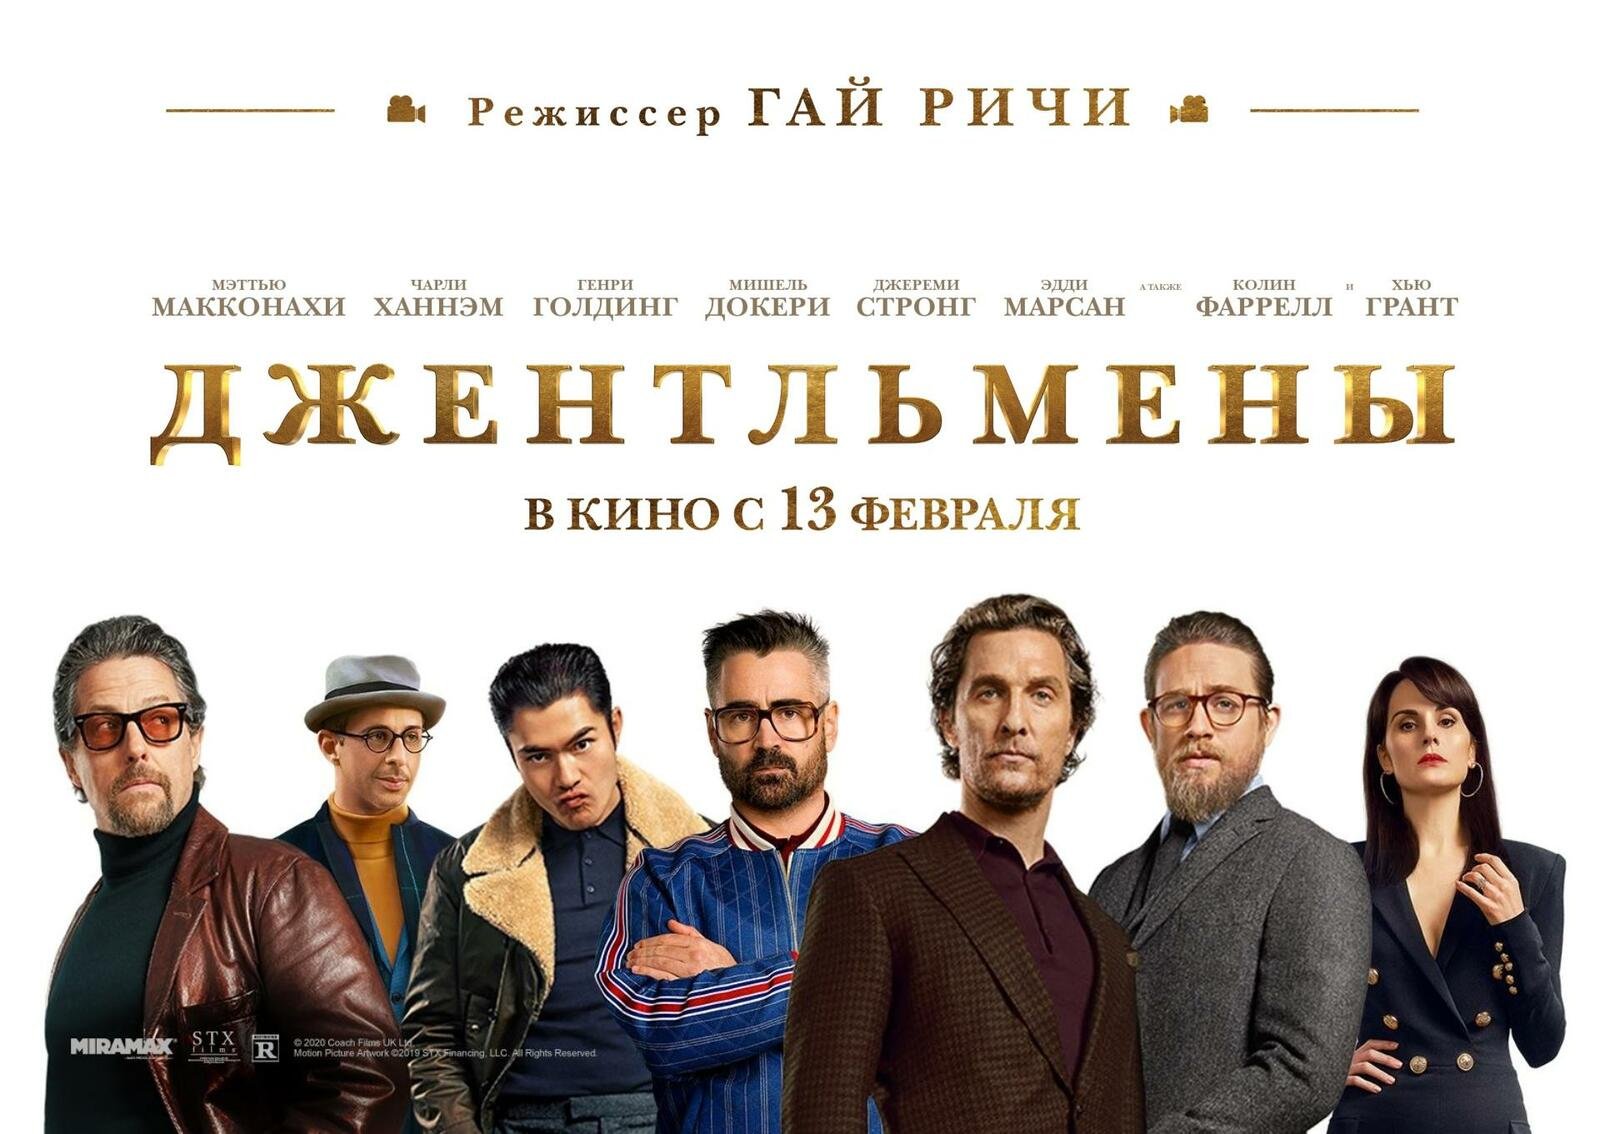 Режиссер ГАЙ РИЧИ
МЭТТЬЮ МАККОНАХИ ЧАРЛИ ХАННЭМ ГЕНРИ ГОЛДИНГ МИШЕЛЬ ДОКЕРИ ДЖЕРЕМИ СТРОНГ ЭДДИ МАРСАН А ТАКЖЕ КОЛИН ФАРРЕЛЛ И ХЬЮ ГРАНТ
ДЖЕНТЛЬМЕНЫ
В КИНО С 13 ФЕВРАЛЯ
MIRAMAX STX films R © 2020 Coach Films UK Ltd.
Motion Picture Artwork ©2019 STX Financing, LLC. All Rights Reserved.